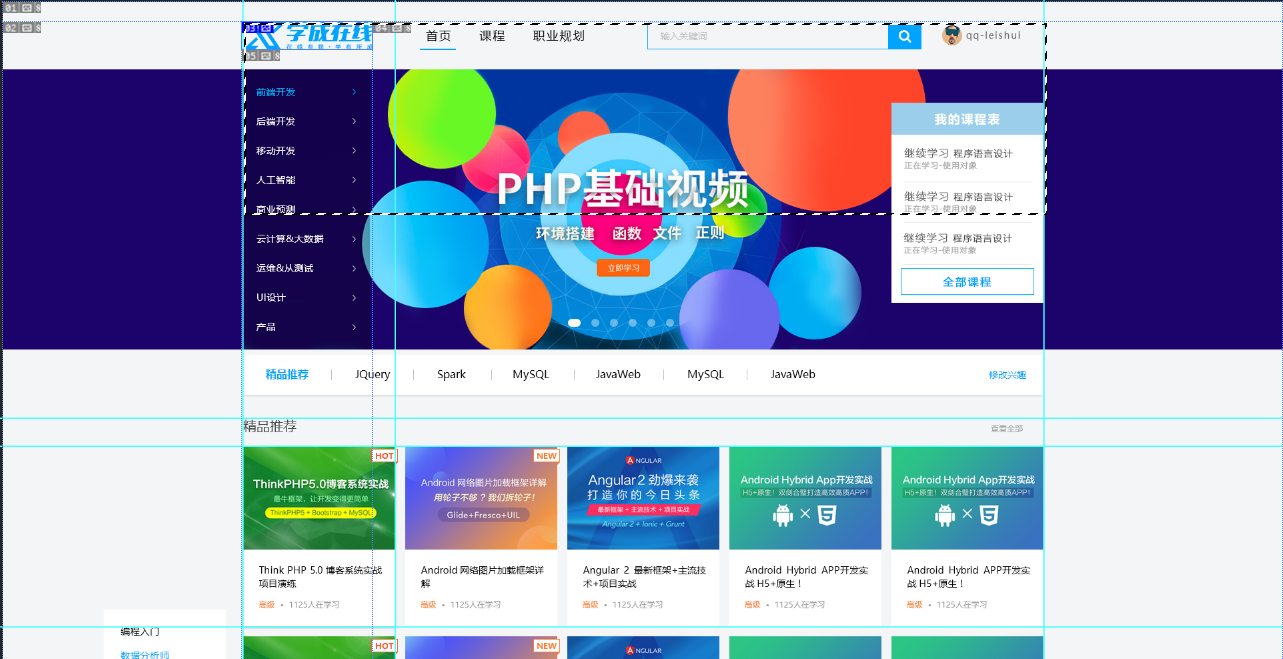 01
02
03
04
05
学成在线
首页 课程 职业规划
输入关键词
qq-leishui
前端开发
后端开发
移动开发
人工智能
商业预测
云计算&大数据
运维&从测试
UI设计
产品
PHP基础视频
环境搭建 函数 文件 正则
立即学习
我的课程表
继续学习 程序语言设计
正在学习-使用对象
继续学习 程序语言设计
正在学习-使用对象
继续学习 程序语言设计
正在学习-使用对象
全部课程
精品推荐 JQuery Spark MySQL JavaWeb MySQL JavaWeb 修改兴趣
精品推荐
查看全部
HOT
ThinkPHP5.0博客系统实战
最牛框架，让开发变得更简单
ThinkPHP5 + Bootstrap + MySQL
Think PHP 5.0 博客系统实战
项目演练
高级 • 1125人在学习
NEW
Android 网络图片加载框架详解
用轮子不够？我们拆轮子！
Glide+Fresco+UIL
Android 网络图片加载框架详
解
高级 • 1125人在学习
ANGULAR
Angular2 劲爆来袭
打造你的今日头条
最新框架 + 主流技术 + 项目实战
Angular 2 + Ionic + Grunt
Angular 2 最新框架+主流技
术+项目实战
高级 • 1125人在学习
Android Hybrid App开发实战
H5+原生！双剑合璧打造高效高质APP！
Android Hybrid APP开发实
战 H5+原生！
高级 • 1125人在学习
Android Hybrid App开发实战
H5+原生！双剑合璧打造高效高质APP！
Android Hybrid APP开发实
战 H5+原生！
高级 • 1125人在学习
编程入门
数据分析师
HOT
ThinkPHP5.0博客系统实战
NEW
ANGULAR